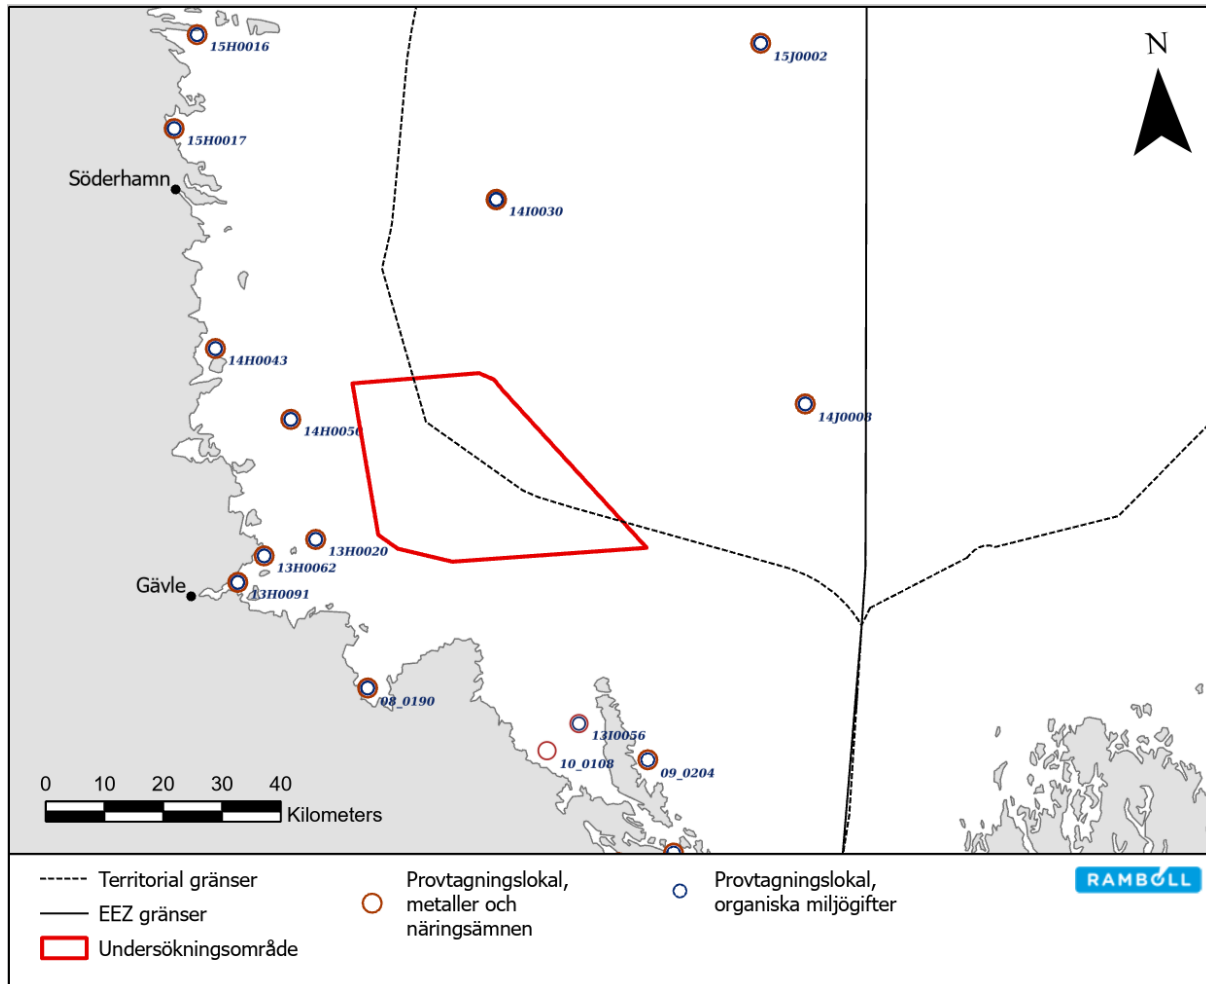 15H0016
15J0002
N
15H0017
Söderhamn
14I0030
14H0043
14H0050
14J0008
13H0020
13H0062
Gävle
13H0091
08_0190
13I0056
10_0108
09_0204
0 10 20 30 40
Kilometers
Territorial gränser
EEZ gränser
Undersökningsområde
Provtagningslokal,
metaller och
näringsämnen
Provtagningslokal,
organiska miljögifter
RAMBOLL